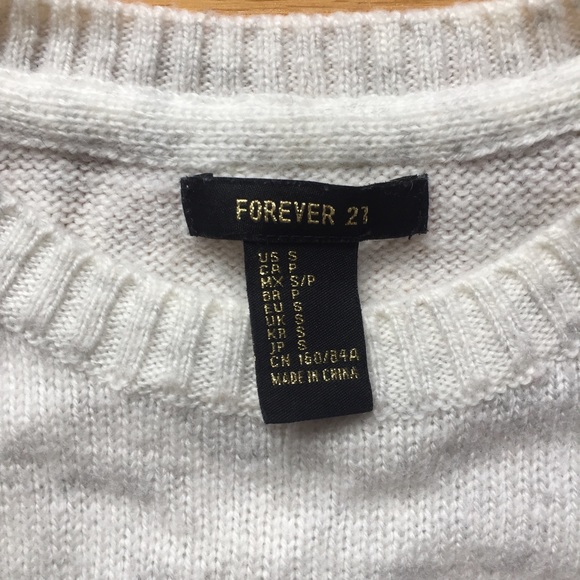 FOREVER 21
US S
CA P
MX S/P
BR P
EU S
UK S
KR S
JP S
CN 160/84A
MADE IN CHINA